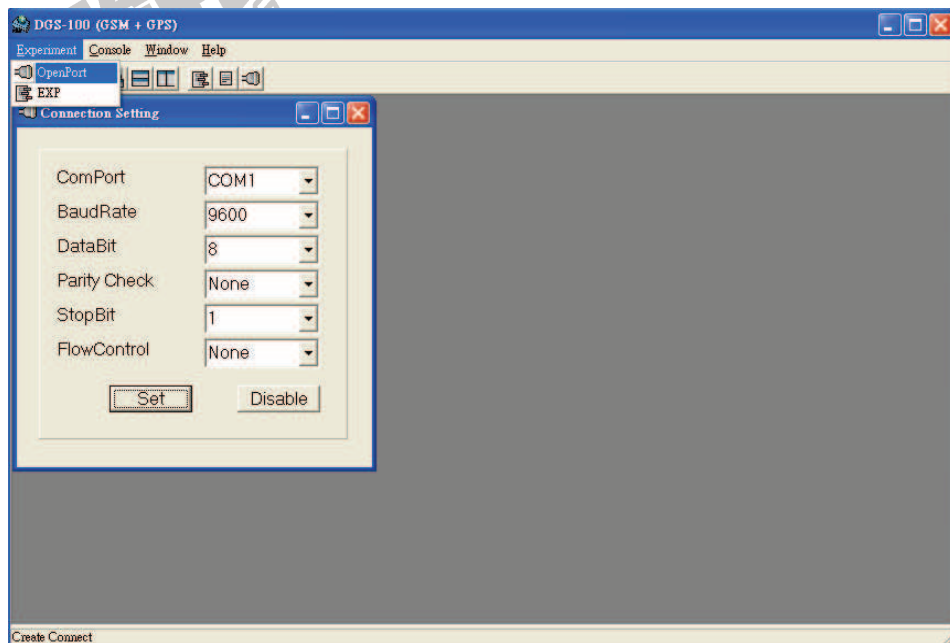 DGS-100 (GSM + GPS)
Experiment Console Window Help
OpenPort
EXP
Connection Setting
ComPort COM1
BaudRate 9600
DataBit 8
Parity Check None
StopBit 1
FlowControl None
Set Disable
Create Connect